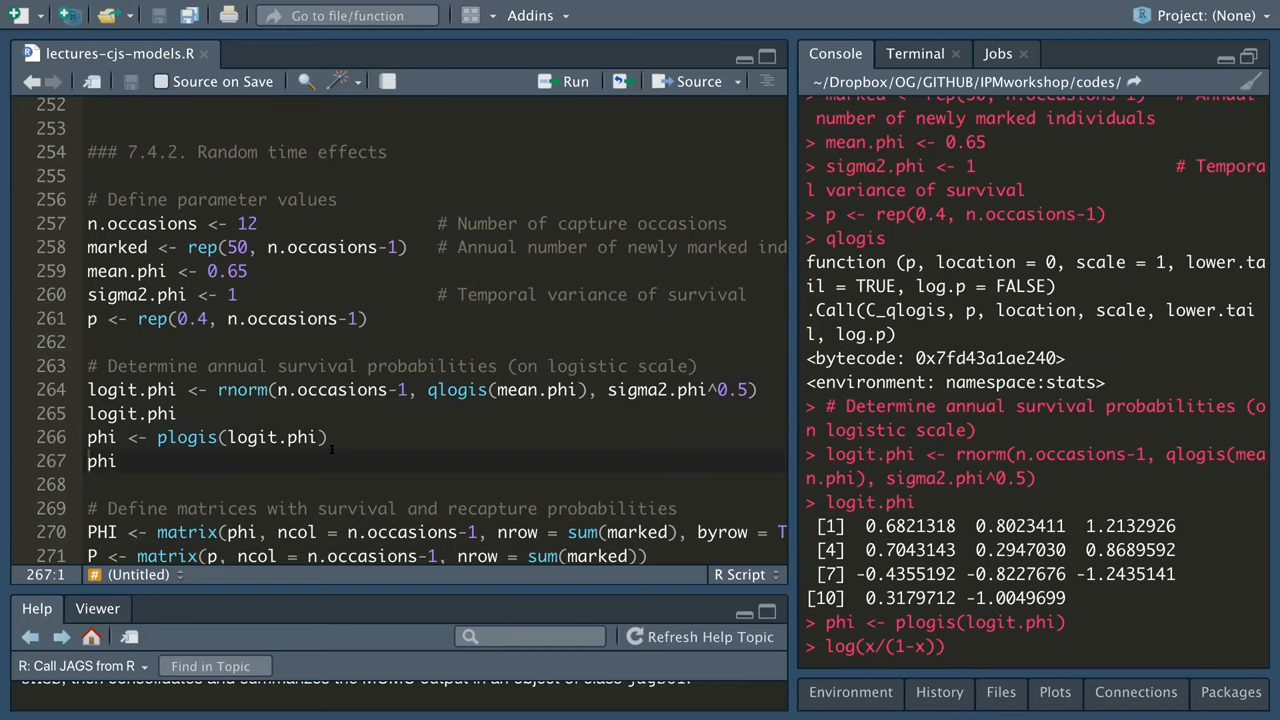 Go to file/function
Addins
Project: (None)
lectures-cjs-models.R
Source on Save
Run
Source
252
253
254 ### 7.4.2. Random time effects
255
256 # Define parameter values
257 n.occasions <- 12 # Number of capture occasions
258 marked <- rep(50, n.occasions-1) # Annual number of newly marked ind
259 mean.phi <- 0.65
260 sigma2.phi <- 1 # Temporal variance of survival
261 p <- rep(0.4, n.occasions-1)
262
263 # Determine annual survival probabilities (on logistic scale)
264 logit.phi <- rnorm(n.occasions-1, qlogis(mean.phi), sigma2.phi^0.5)
265 logit.phi
266 phi <- plogis(logit.phi)
267 phi
268
269 # Define matrices with survival and recapture probabilities
270 PHI <- matrix(phi, ncol = n.occasions-1, nrow = sum(marked), byrow = T
271 P <- matrix(p, ncol = n.occasions-1, nrow = sum(marked))
267:1 # (Untitled) R Script
Help Viewer
Refresh Help Topic
R: Call JAGS from R Find in Topic
Console Terminal Jobs
~/Dropbox/OG/GITHUB/IPMworkshop/codes/
> marked <- rep(50, n.occasions-1) # Annual
number of newly marked individuals
> mean.phi <- 0.65
> sigma2.phi <- 1 # Tempora
l variance of survival
> p <- rep(0.4, n.occasions-1)
> qlogis
function (p, location = 0, scale = 1, lower.ta
il = TRUE, log.p = FALSE)
.Call(C_qlogis, p, location, scale, lower.tai
l, log.p)
<bytecode: 0x7fd43a1ae240>
<environment: namespace:stats>
> # Determine annual survival probabilities (o
n logistic scale)
> logit.phi <- rnorm(n.occasions-1, qlogis(mea
n.phi), sigma2.phi^0.5)
> logit.phi
[1] 0.6821318 0.8023411 1.2132926
[4] 0.7043143 0.2947030 0.8689592
[7] -0.4355192 -0.8227676 -1.2435141
[10] 0.3179712 -1.0049699
> phi <- plogis(logit.phi)
> log(x/(1-x))
Environment History Files Plots Connections Packages